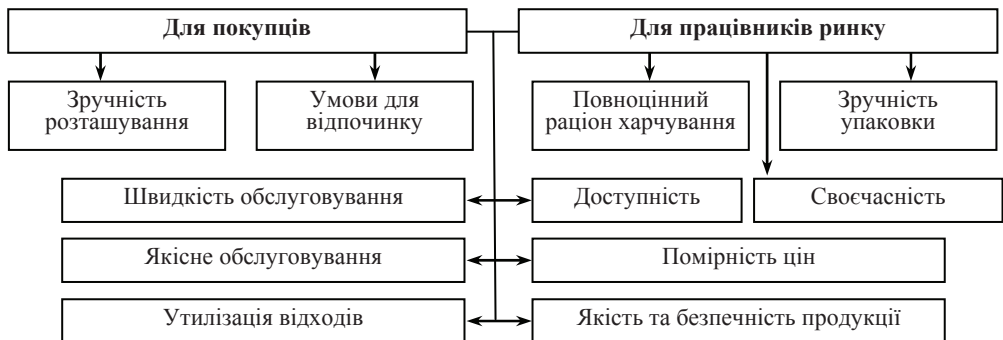 Для покупців
Для працівників ринку
Зручність
розташування
Умови для
відпочинку
Повноцінний
раціон харчування
Зручність
упаковки
Швидкість обслуговування
Доступність
Своєчасність
Якісне обслуговування
Помірність цін
Утилізація відходів
Якість та безпечність продукції